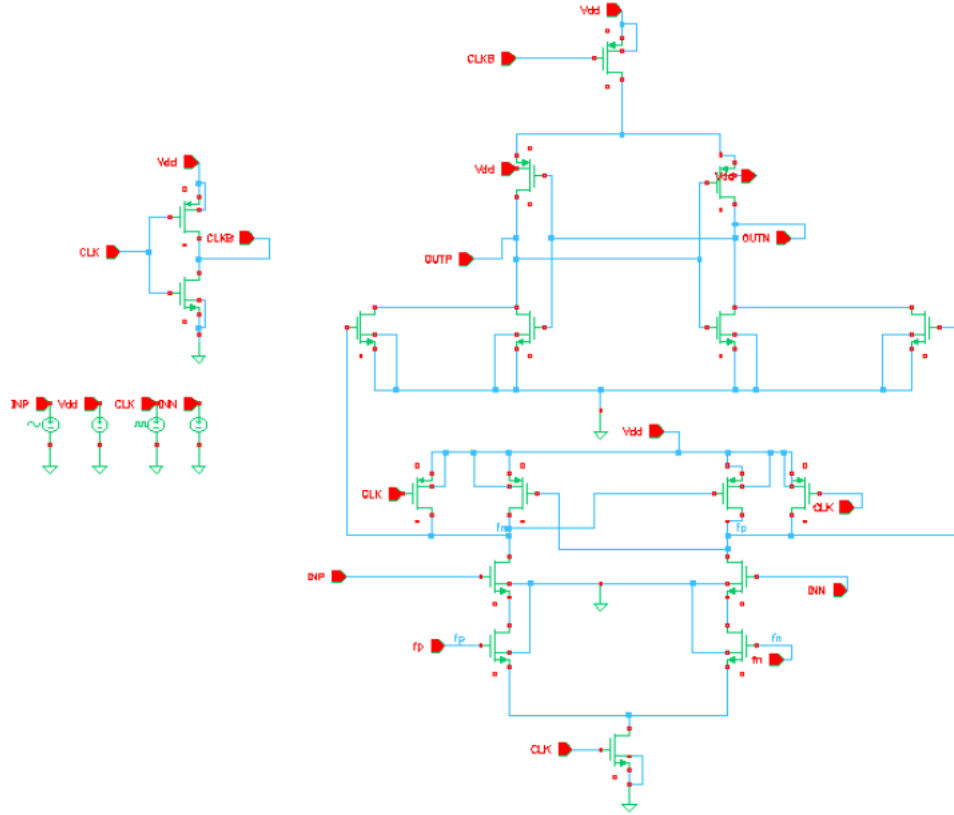 Vdd
CLKB
Vdd
Vdd
Vdd
CLK
CLKB
OUTP
OUTN
INP
Vdd
CLK
INN
Vdd
CLK
CLK
fn
fp
INP
INN
fp
fp
fn
fn
CLK